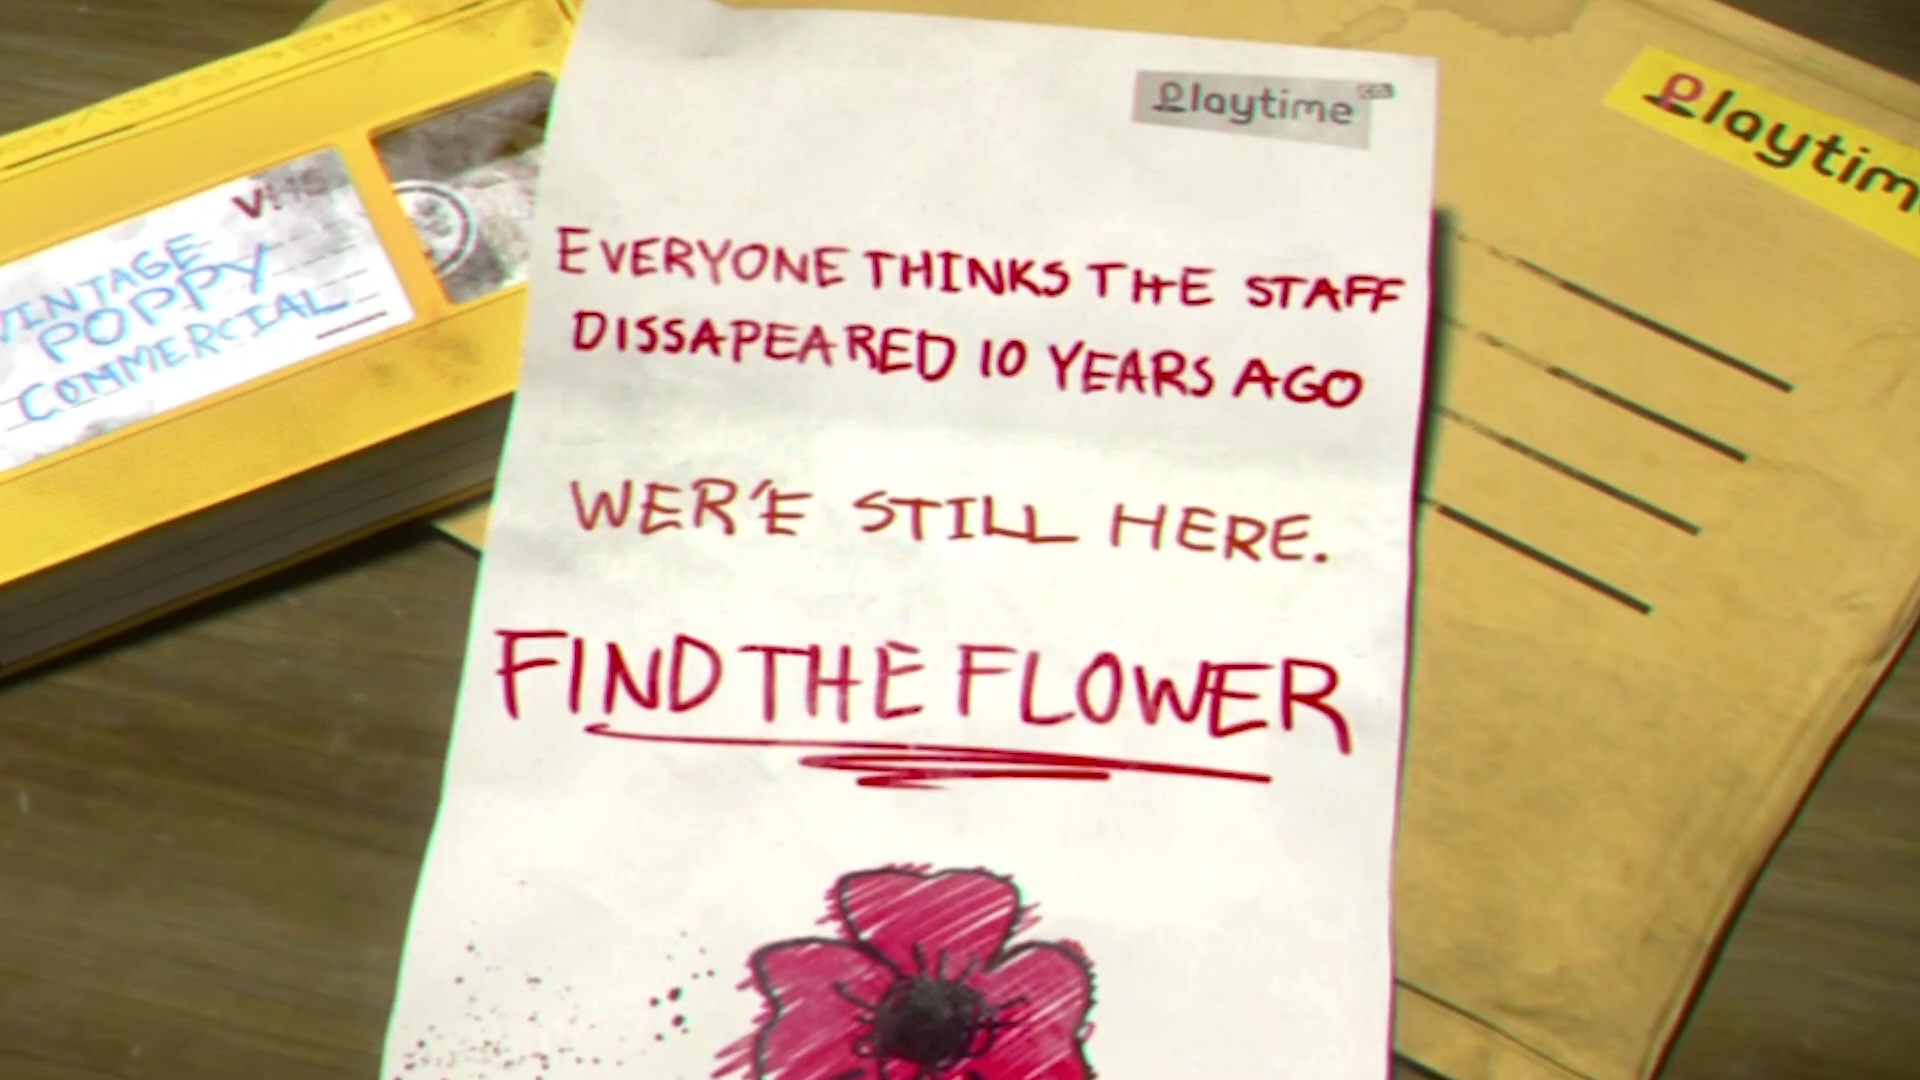 VHS
VINTAGE
POPPY
COMMERCIAL
Playtime co.
EVERYONE THINKS THE STAFF
DISSAPEARED 10 YEARS AGO
WER'E STILL HERE.
FIND THE FLOWER
Playtim